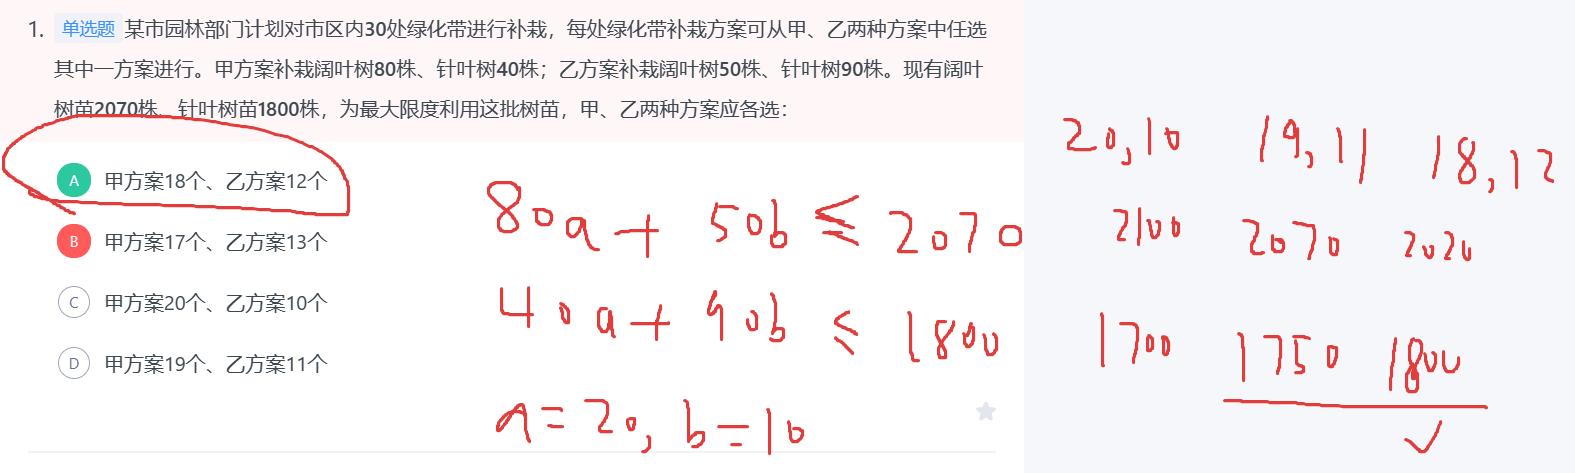 1. 单选题 某市园林部门计划对市区内30处绿化带进行补栽，每处绿化带补栽方案可从甲、乙两种方案中任选
其中一方案进行。甲方案补栽阔叶树80株、针叶树40株；乙方案补栽阔叶树50株、针叶树90株。现有阔叶
树苗2070株、针叶树苗1800株，为最大限度利用这批树苗，甲、乙两种方案应各选：
A 甲方案18个、乙方案12个
B 甲方案17个、乙方案13个
C 甲方案20个、乙方案10个
D 甲方案19个、乙方案11个
80a + 50b ≤ 2070
40a + 90b ≤ 1800
a = 20, b = 10
20,10 19,11 18,12
2100 2070 2020
1700 1750 1800